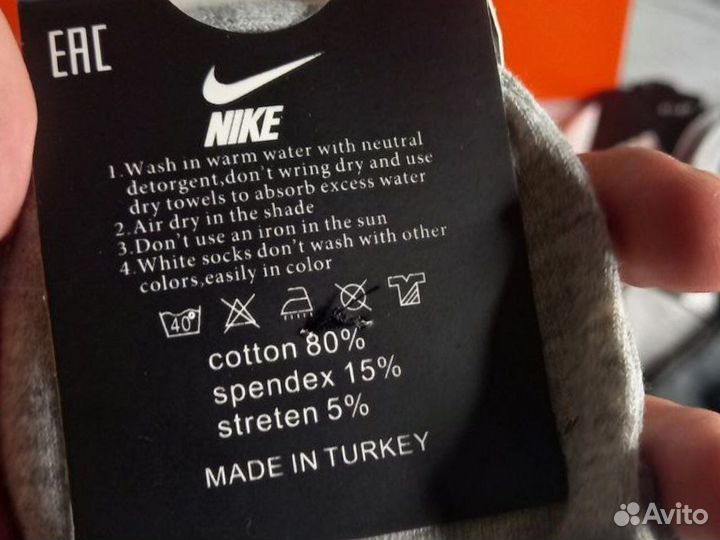 EAC
NIKE
1.Wash in warm water with neutral
detorgent,don't wring dry and use
dry towels to absorb excess water
2.Air dry in the shade
3.Don't use an iron in the sun
4.White socks don't wash with other
colors,easily in color
40°
cotton 80%
spendex 15%
streten 5%
MADE IN TURKEY
Avito